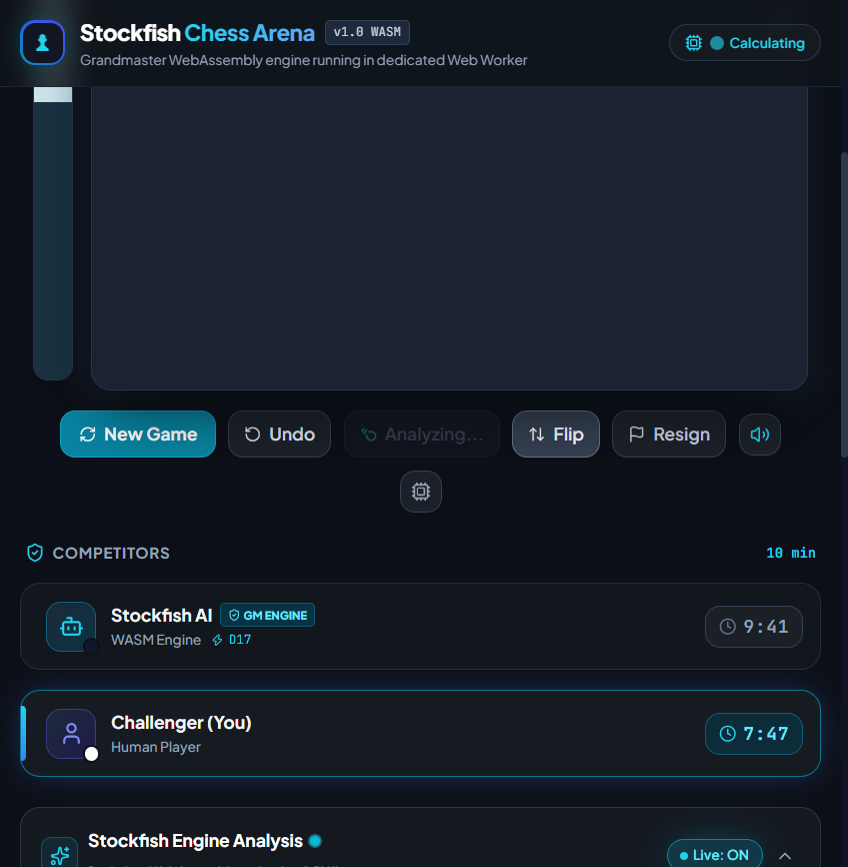 Stockfish Chess Arena v1.0 WASM
Grandmaster WebAssembly engine running in dedicated Web Worker
Calculating
New Game Undo Analyzing... Flip Resign
COMPETITORS 10 min
Stockfish AI GM ENGINE
WASM Engine D17
9:41
Challenger (You)
Human Player
7:47
Stockfish Engine Analysis
Live: ON